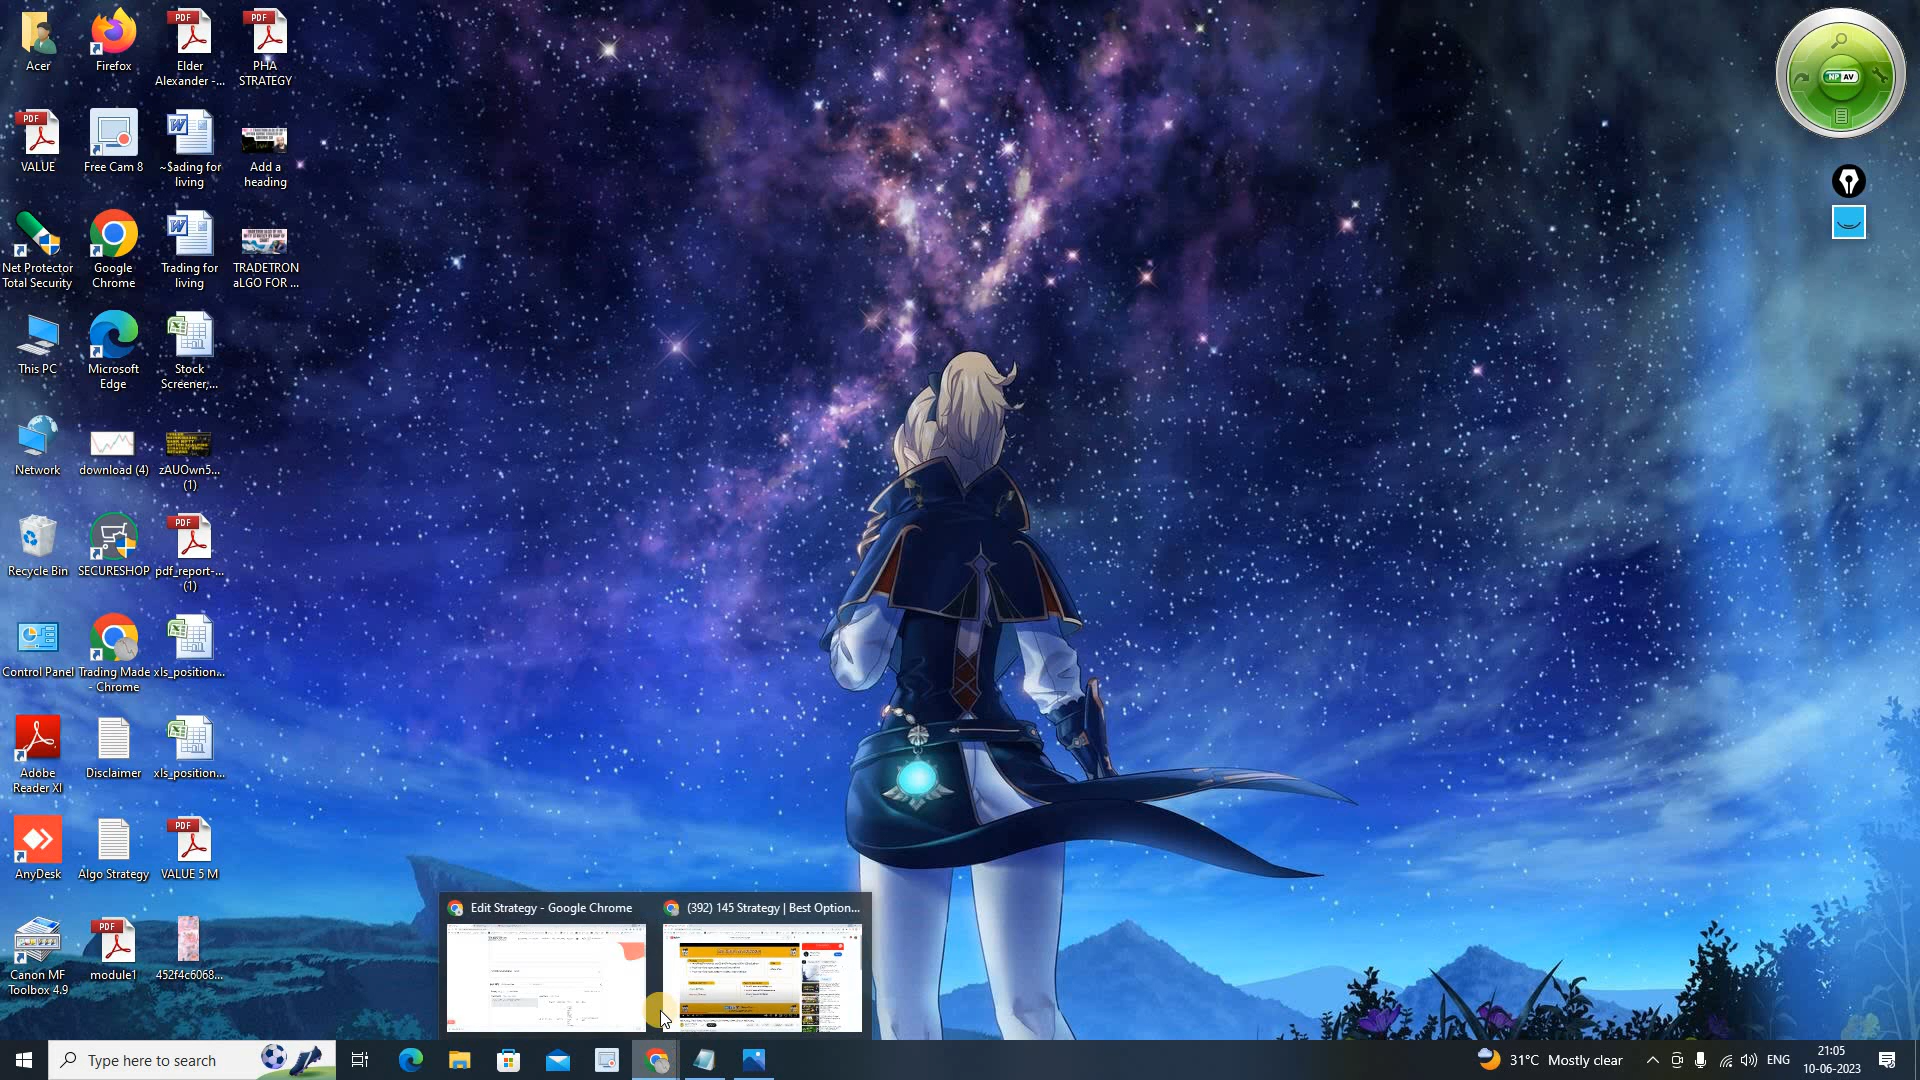 Acer
Firefox
Elder
Alexander -...
PHA
STRATEGY
VALUE
Free Cam 8
~$ading for
living
Add a
heading
Net Protector
Total Security
Google
Chrome
Trading for
living
TRADETRON
aLGO FOR ...
This PC
Microsoft
Edge
Stock
Screener,...
Network
download (4)
zAUOwn5...
(1)
Recycle Bin
SECURESHOP
pdf_report-...
(1)
Control Panel
Trading Made
- Chrome
xls_position...
Adobe
Reader XI
Disclaimer
xls_position...
AnyDesk
Algo Strategy
VALUE 5 M
Canon MF
Toolbox 4.9
module1
452f4c6068...
NP AV
Edit Strategy - Google Chrome
(392) 145 Strategy | Best Option...
Type here to search
31°C Mostly clear
ENG
21:05
10-06-2023